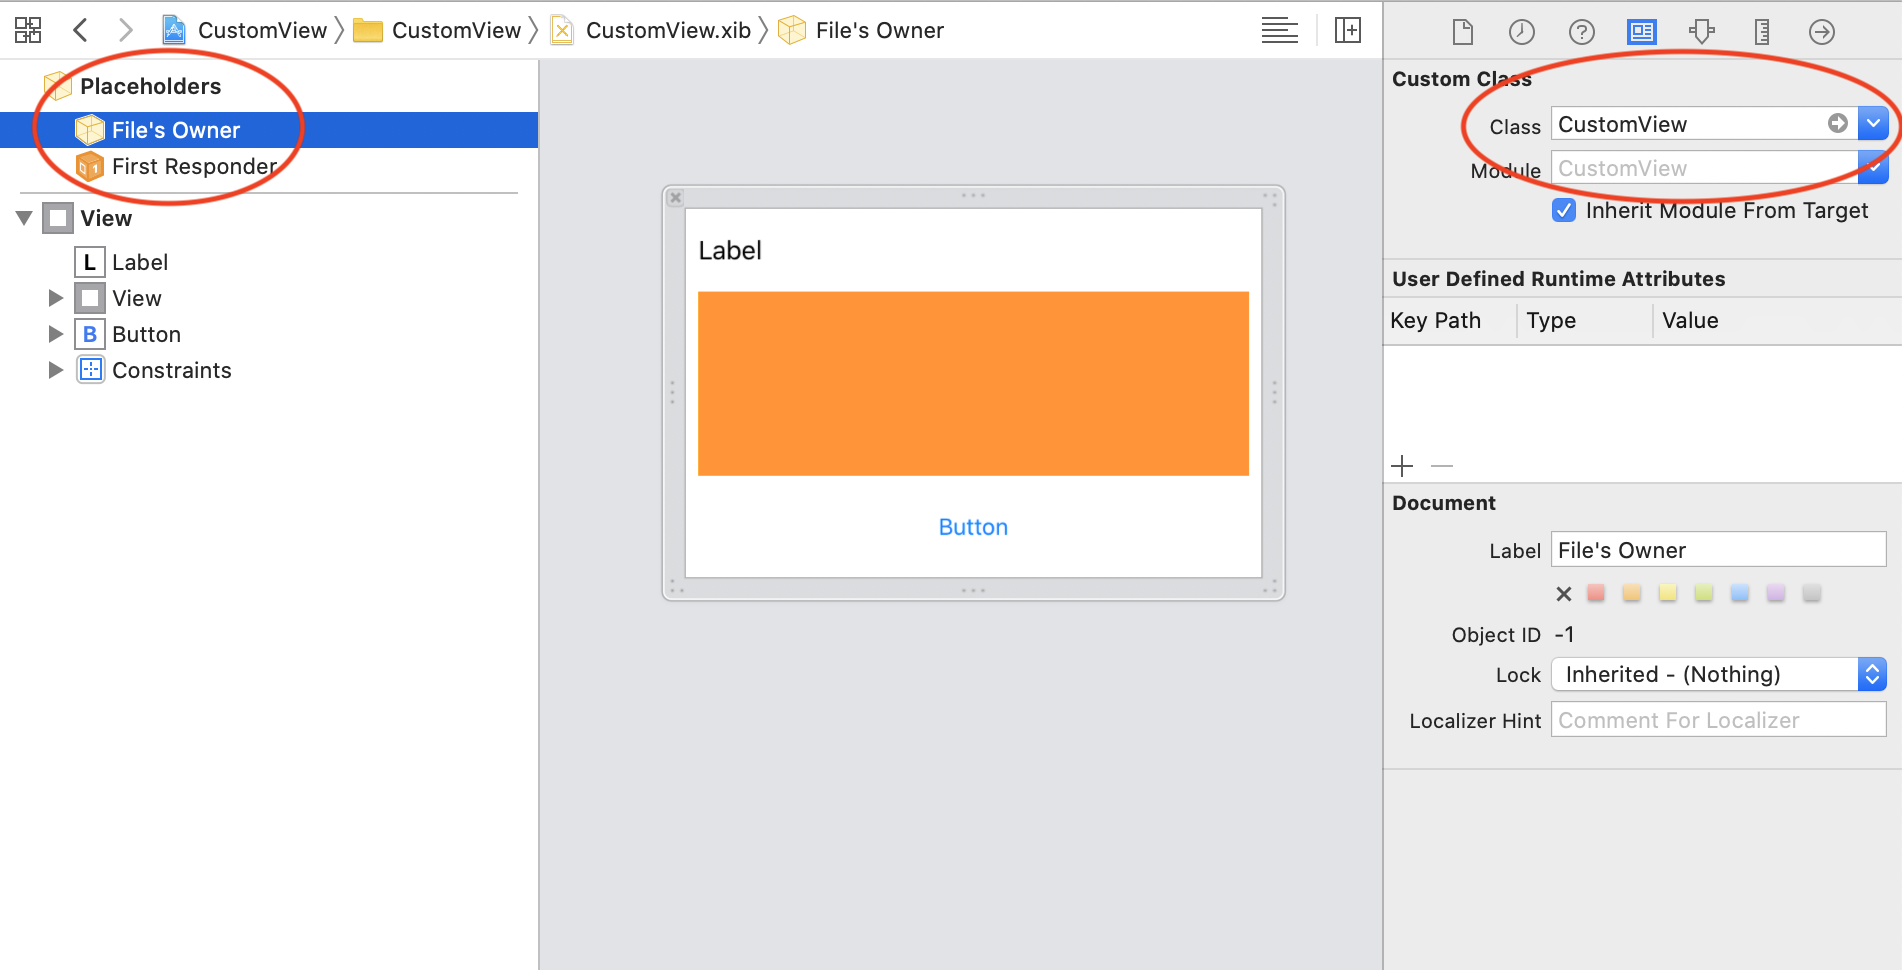 CustomView CustomView CustomView.xib File's Owner
Placeholders
File's Owner
First Responder
View
L Label
View
B Button
Constraints
Label
Button
Custom Class
Class CustomView
Module CustomView
Inherit Module From Target
User Defined Runtime Attributes
Key Path Type Value
Document
Label File's Owner
Object ID -1
Lock Inherited - (Nothing)
Localizer Hint Comment For Localizer